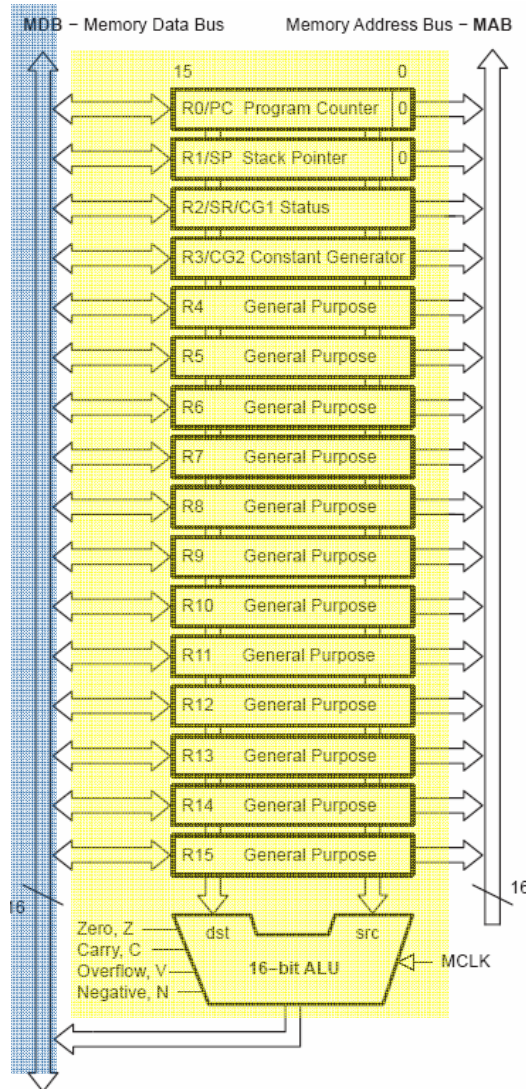 MDB – Memory Data Bus Memory Address Bus – MAB
15 0
R0/PC Program Counter 0
R1/SP Stack Pointer 0
R2/SR/CG1 Status
R3/CG2 Constant Generator
R4 General Purpose
R5 General Purpose
R6 General Purpose
R7 General Purpose
R8 General Purpose
R9 General Purpose
R10 General Purpose
R11 General Purpose
R12 General Purpose
R13 General Purpose
R14 General Purpose
R15 General Purpose
16 16
Zero, Z dst src
Carry, C
Overflow, V 16–bit ALU MCLK
Negative, N